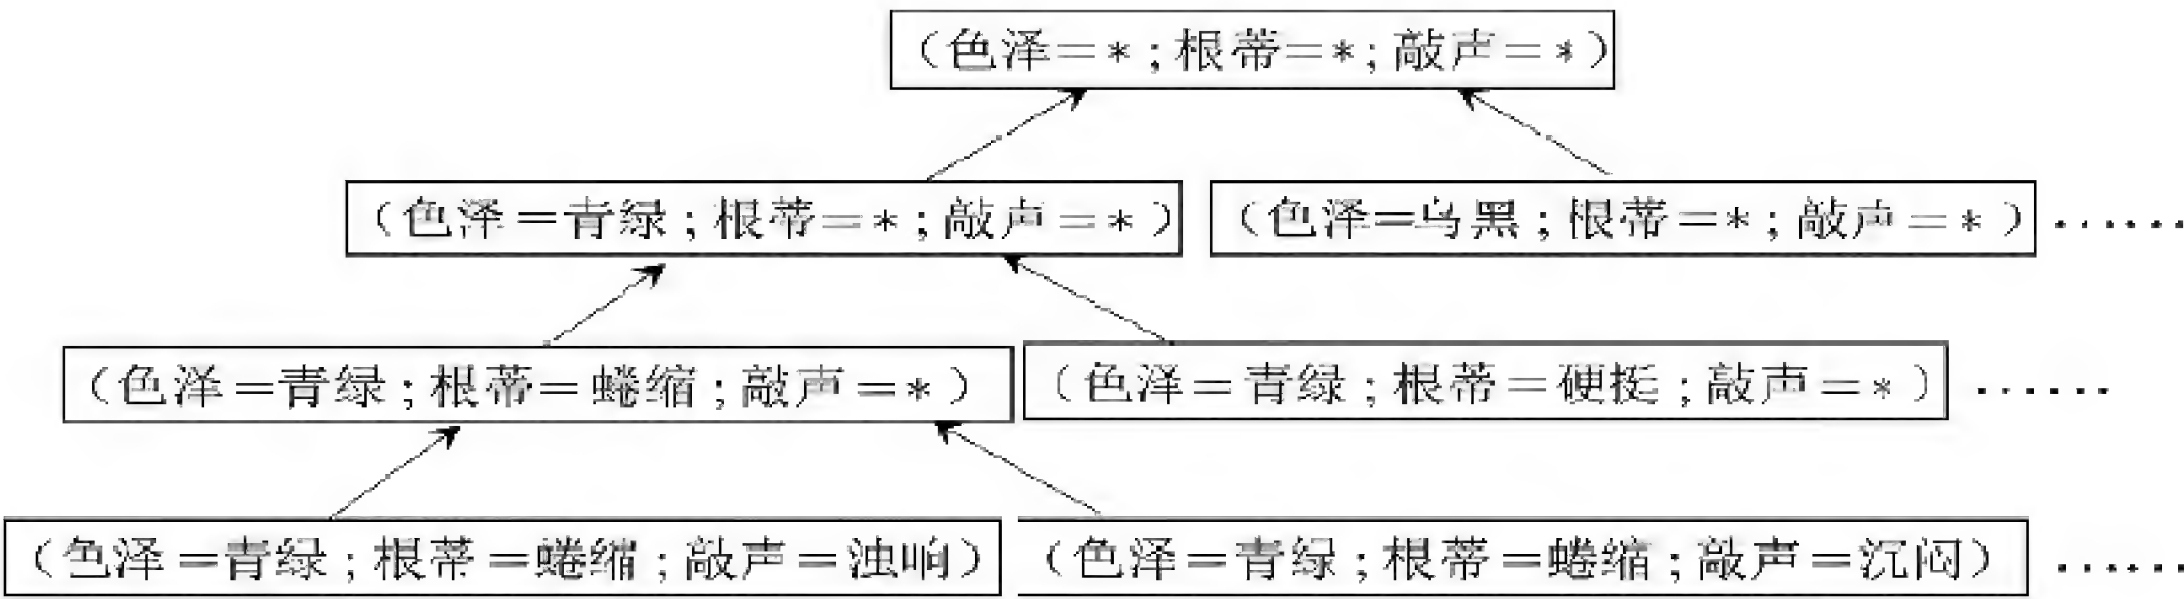 (色泽=*;根蒂=*;敲声=*)
(色泽=青绿;根蒂=*;敲声=*) (色泽=乌黑;根蒂=*;敲声=*) ······
(色泽=青绿;根蒂=蜷缩;敲声=*) (色泽=青绿;根蒂=硬挺;敲声=*) ······
(色泽=青绿;根蒂=蜷缩;敲声=浊响) (色泽=青绿;根蒂=蜷缩;敲声=沉闷) ······